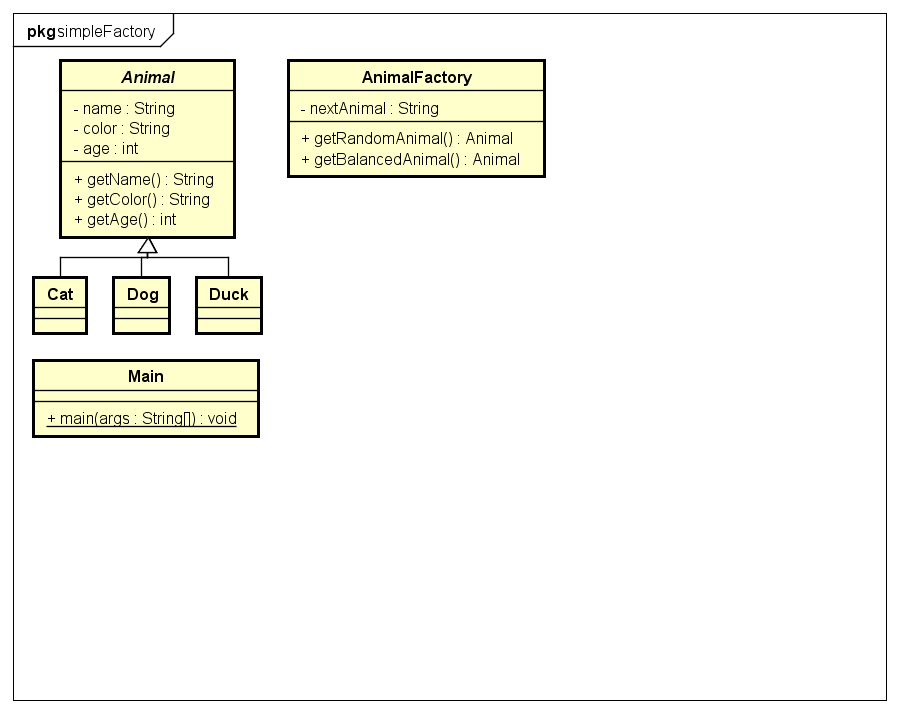 pkg simpleFactory
Animal
- name : String
- color : String
- age : int
+ getName() : String
+ getColor() : String
+ getAge() : int
AnimalFactory
- nextAnimal : String
+ getRandomAnimal() : Animal
+ getBalancedAnimal() : Animal
Cat
Dog
Duck
Main
+ main(args : String[]) : void